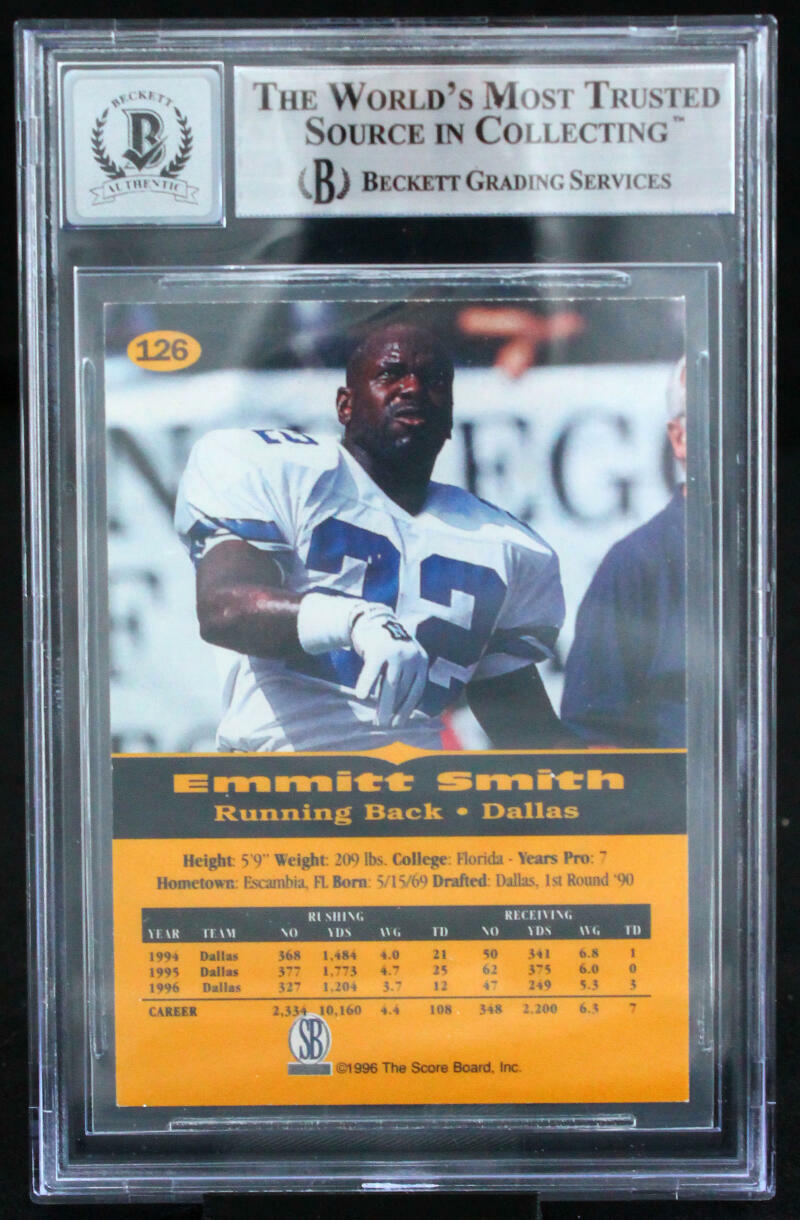 BECKETT
B
AUTHENTIC
THE WORLD'S MOST TRUSTED
SOURCE IN COLLECTING™
(B) BECKETT GRADING SERVICES
126
2
22
EG
Emmitt Smith
Running Back • Dallas
Height: 5'9" Weight: 209 lbs. College: Florida - Years Pro: 7
Hometown: Escambia, FL Born: 5/15/69 Drafted: Dallas, 1st Round '90
RUSHING RECEIVING
YEAR TEAM NO YDS AVG TD NO YDS AVG TD
1994 Dallas 368 1,484 4.0 21 50 341 6.8 1
1995 Dallas 377 1,773 4.7 25 62 375 6.0 0
1996 Dallas 327 1,204 3.7 12 47 249 5.3 3
CAREER 2,334 10,160 4.4 108 348 2,200 6.3 7
SB
©1996 The Score Board, Inc.